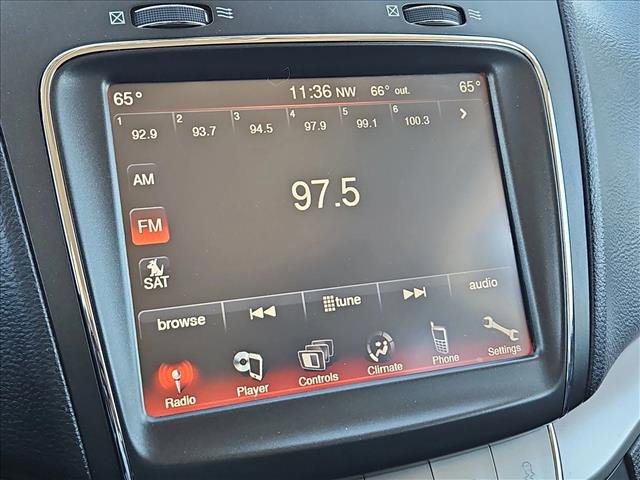 65° 11:36 NW 66° out. 65°
1 2 3 4 5 6
92.9 93.7 94.5 97.9 99.1 100.3 >
AM
97.5
FM
SAT
browse tune audio
Radio Player Controls Climate Phone Settings